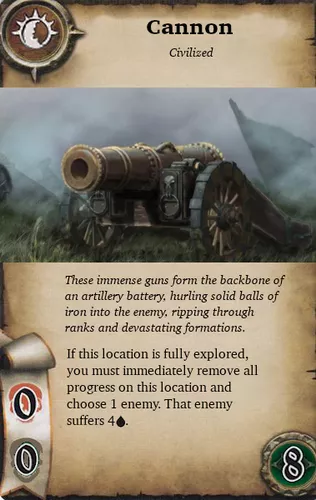 Cannon
Civilized
These immense guns form the backbone of
an artillery battery, hurling solid balls of
iron into the enemy, ripping through
ranks and devastating formations.
If this location is fully explored,
you must immediately remove all
progress on this location and
choose 1 enemy. That enemy
suffers 4.
0
0
8